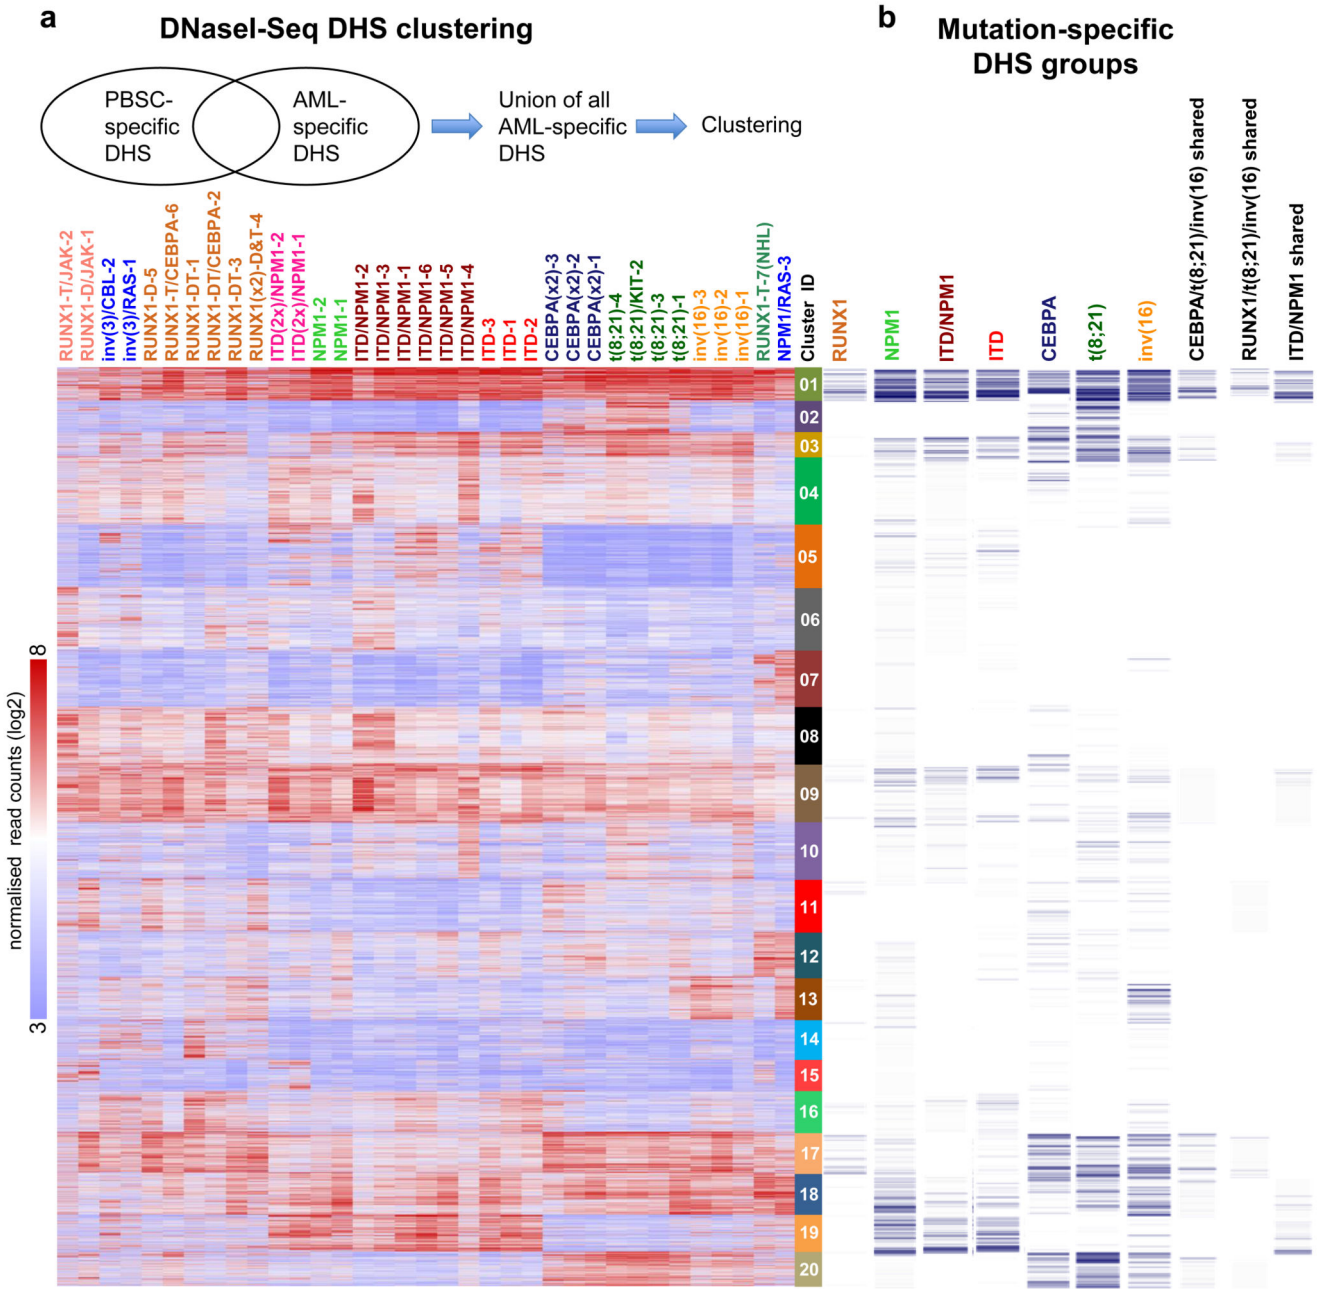 a
DNaseI-Seq DHS clustering
PBSC-
specific
DHS
AML-
specific
DHS
Union of all
AML-specific
DHS
Clustering
RUNX1-T/JAK-2
RUNX1-D/JAK-1
inv(3)/CBL-2
inv(3)/RAS-1
RUNX1-D-5
RUNX1-T/CEBPA-6
RUNX1-DT-1
RUNX1-DT/CEBPA-2
RUNX1-DT-3
RUNX1(x2)-D&T-4
ITD(2x)/NPM1-2
ITD(2x)/NPM1-1
NPM1-2
NPM1-1
ITD/NPM1-2
ITD/NPM1-3
ITD/NPM1-1
ITD/NPM1-6
ITD/NPM1-5
ITD/NPM1-4
ITD-3
ITD-1
ITD-2
CEBPA(x2)-3
CEBPA(x2)-2
CEBPA(x2)-1
t(8;21)-4
t(8;21)/KIT-2
t(8;21)-3
t(8;21)-1
inv(16)-3
inv(16)-2
inv(16)-1
RUNX1-T-7(NHL)
NPM1/RAS-3
Cluster ID
01
02
03
04
05
06
07
08
09
10
11
12
13
14
15
16
17
18
19
20
8
normalised read counts (log2)
3
b
Mutation-specific
DHS groups
RUNX1
NPM1
ITD/NPM1
ITD
CEBPA
t(8;21)
inv(16)
CEBPA/t(8;21)/inv(16) shared
RUNX1/t(8;21)/inv(16) shared
ITD/NPM1 shared